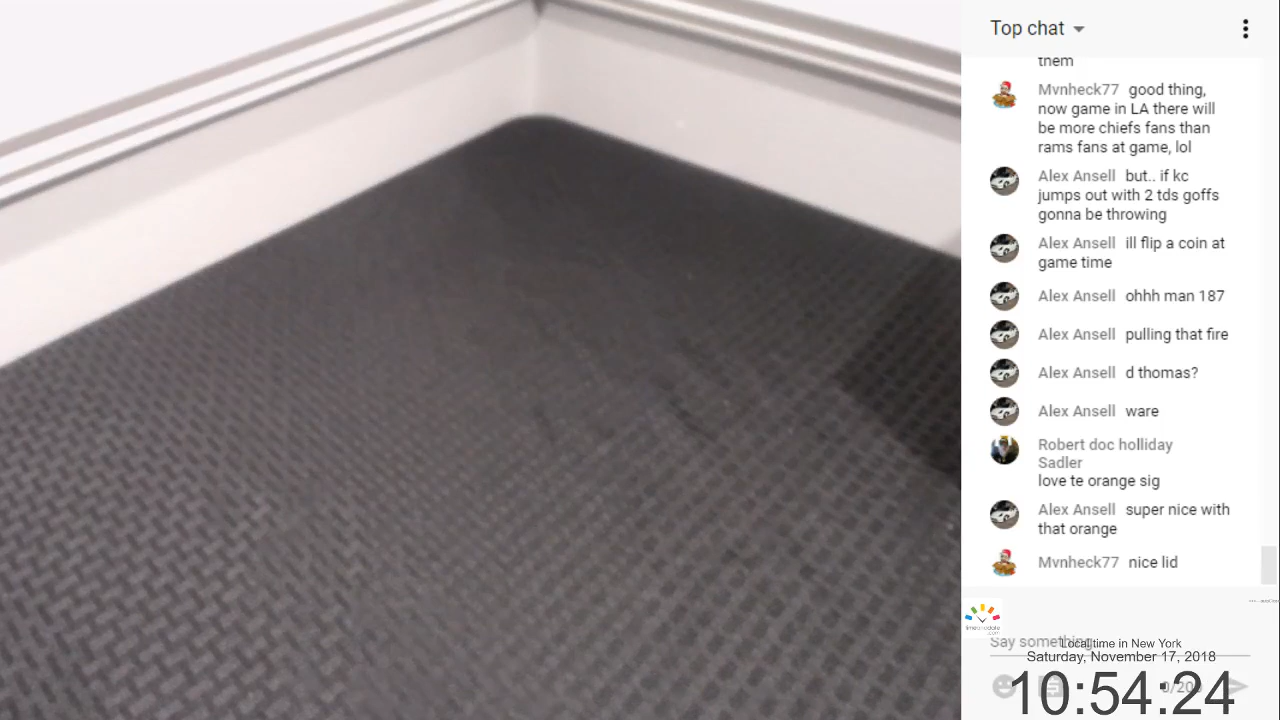 Top chat
them
Mvnheck77 good thing,
now game in LA there will
be more chiefs fans than
rams fans at game, lol
Alex Ansell but.. if kc
jumps out with 2 tds goffs
gonna be throwing
Alex Ansell ill flip a coin at
game time
Alex Ansell ohhh man 187
Alex Ansell pulling that fire
Alex Ansell d thomas?
Alex Ansell ware
Robert doc holliday
Sadler
love te orange sig
Alex Ansell super nice with
that orange
Mvnheck77 nice lid
timeanddate
.com
Say something...
Local time in New York
Saturday, November 17, 2018
10:54:24